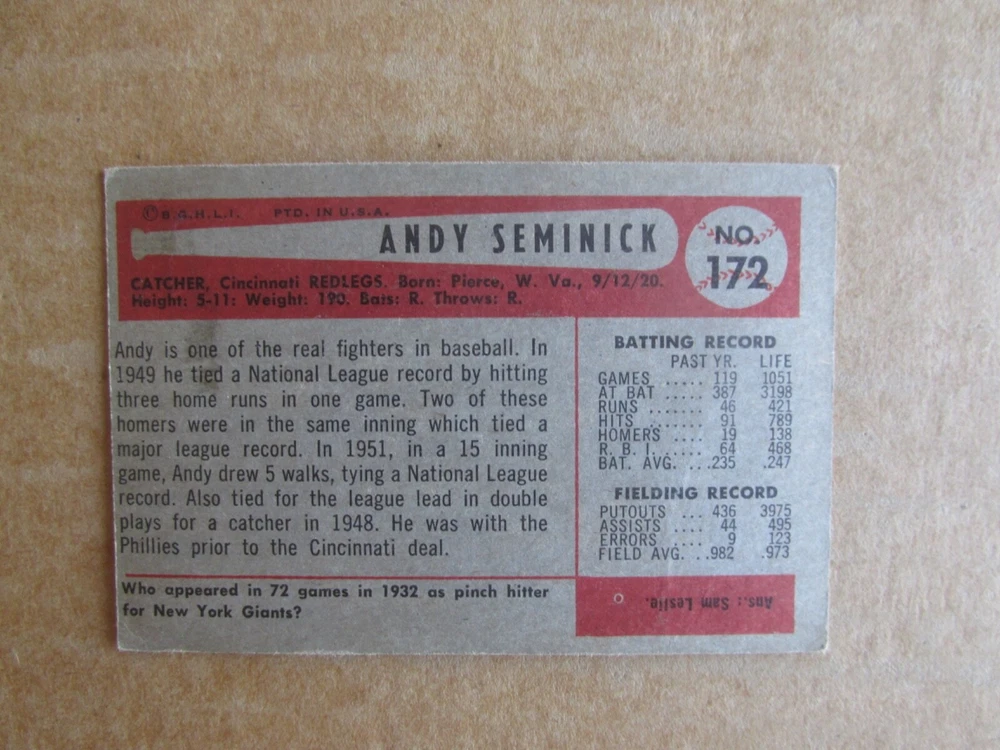 ©B.G.H.L.I. PTD. IN U.S.A.
ANDY SEMINICK
NO.
172
CATCHER, Cincinnati REDLEGS. Born: Pierce, W. Va., 9/12/20.
Height: 5-11: Weight: 190. Bats: R. Throws: R.
Andy is one of the real fighters in baseball. In
1949 he tied a National League record by hitting
three home runs in one game. Two of these
homers were in the same inning which tied a
major league record. In 1951, in a 15 inning
game, Andy drew 5 walks, tying a National League
record. Also tied for the league lead in double
plays for a catcher in 1948. He was with the
Phillies prior to the Cincinnati deal.
BATTING RECORD
PAST YR. LIFE
GAMES ..... 119 1051
AT BAT ..... 387 3198
RUNS ....... 46 421
HITS ....... 91 789
HOMERS .... 19 138
R. B. I. ...... 64 468
BAT. AVG. ...235 .247
FIELDING RECORD
PUTOUTS ... 436 3975
ASSISTS .... 44 495
ERRORS .... 9 123
FIELD AVG. ..982 .973
Who appeared in 72 games in 1932 as pinch hitter
for New York Giants?
Ans.: Sam Leslie.